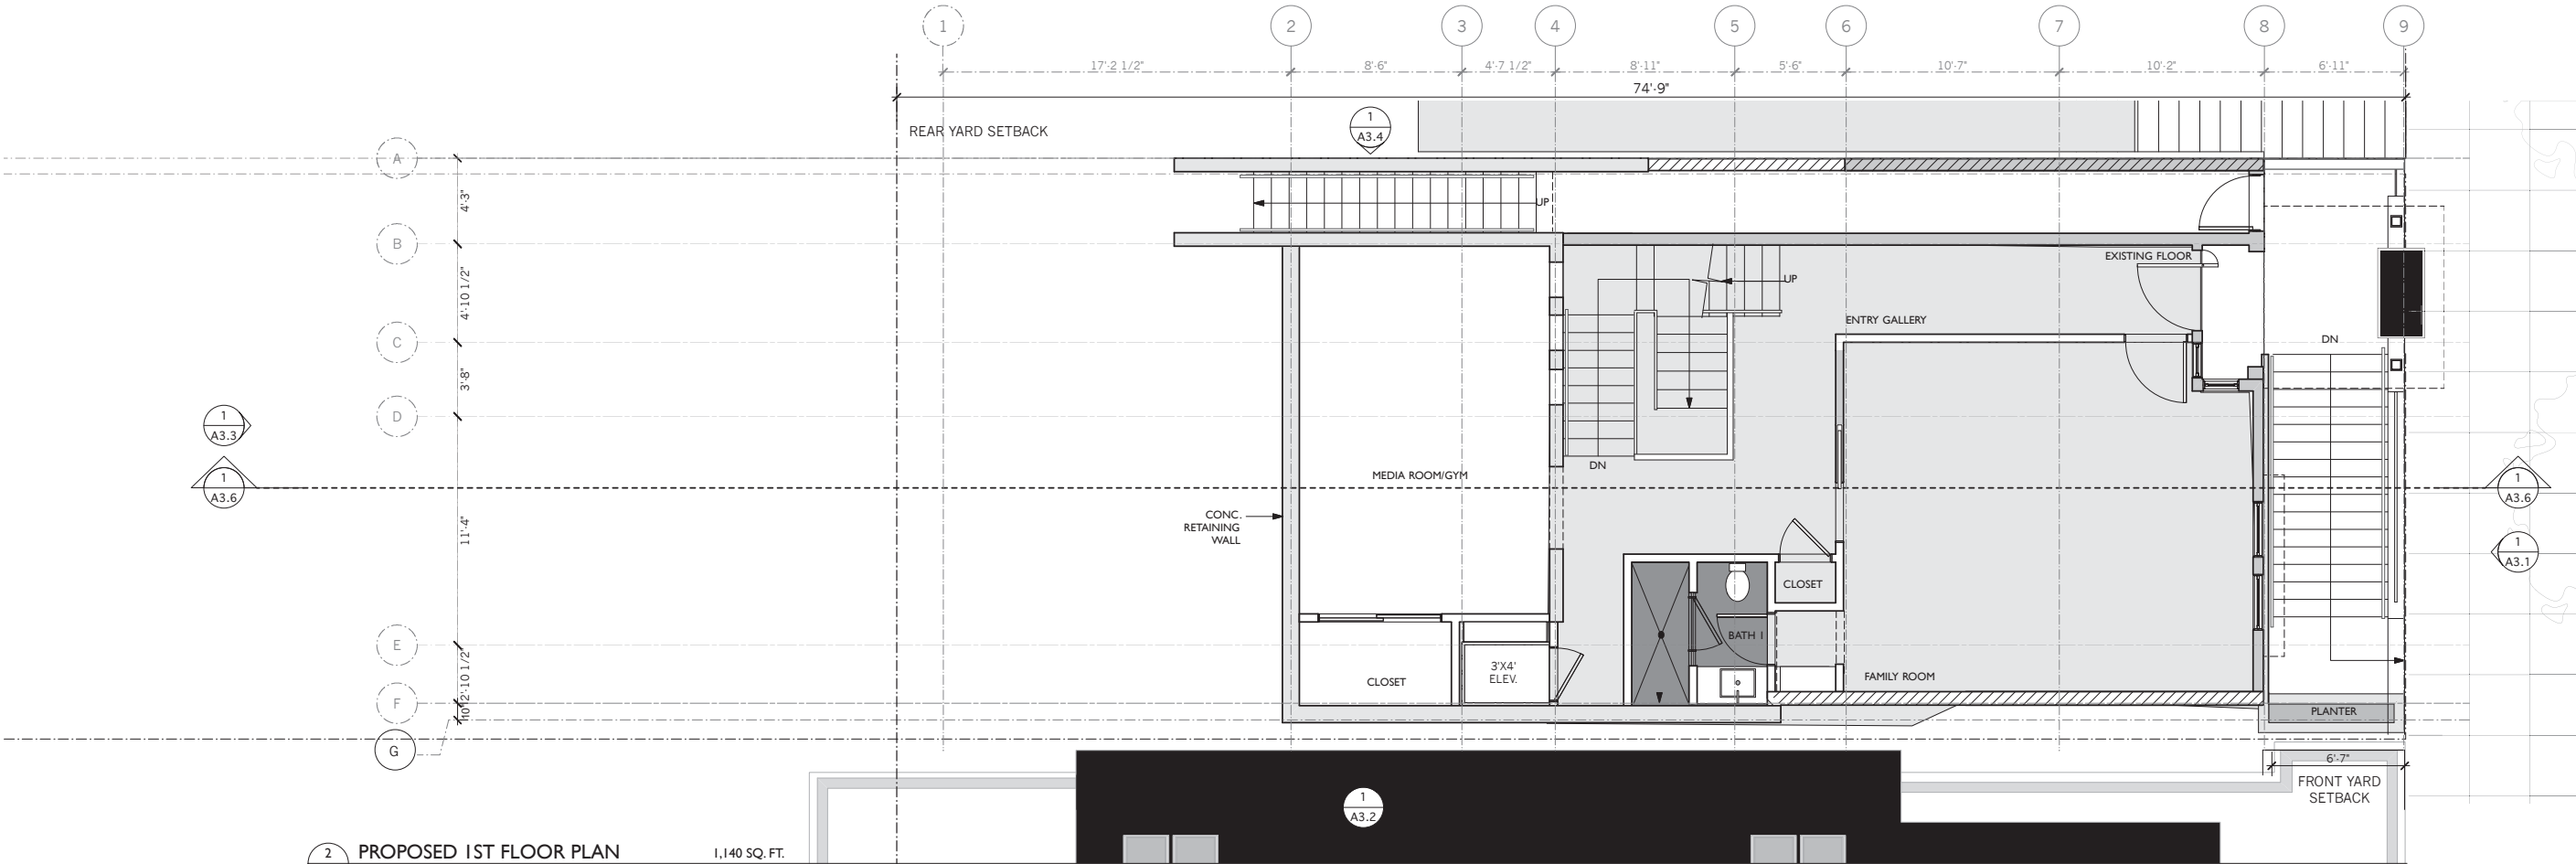 1 2 3 4 5 6 7 8 9
17'-2 1/2" 8'-6" 4'-7 1/2" 8'-11" 5'-6" 10'-7" 10'-2" 6'-11"
74'-9"
REAR YARD SETBACK
1
A3.4
A
4'-3"
UP
B
EXISTING FLOOR
4'-10 1/2"
UP
ENTRY GALLERY
C
DN
3'-8"
D
1
A3.3
DN
MEDIA ROOM/GYM
1
A3.6
1
A3.6
CONC.
RETAINING
WALL
11'-4"
1
A3.1
CLOSET
BATH 1
E
3'X4'
ELEV.
2'-10 1/2"
CLOSET
FAMILY ROOM
F
10"
PLANTER
G
6'-7"
FRONT YARD
SETBACK
1
A3.2
2
PROPOSED 1ST FLOOR PLAN 1,140 SQ. FT.